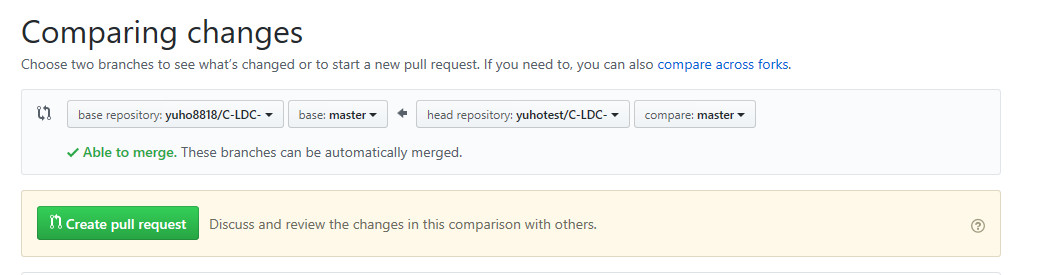 Comparing changes
Choose two branches to see what’s changed or to start a new pull request. If you need to, you can also compare across forks.
base repository: yuho8818/C-LDC- base: master head repository: yuhotest/C-LDC- compare: master
Able to merge. These branches can be automatically merged.
Create pull request Discuss and review the changes in this comparison with others.